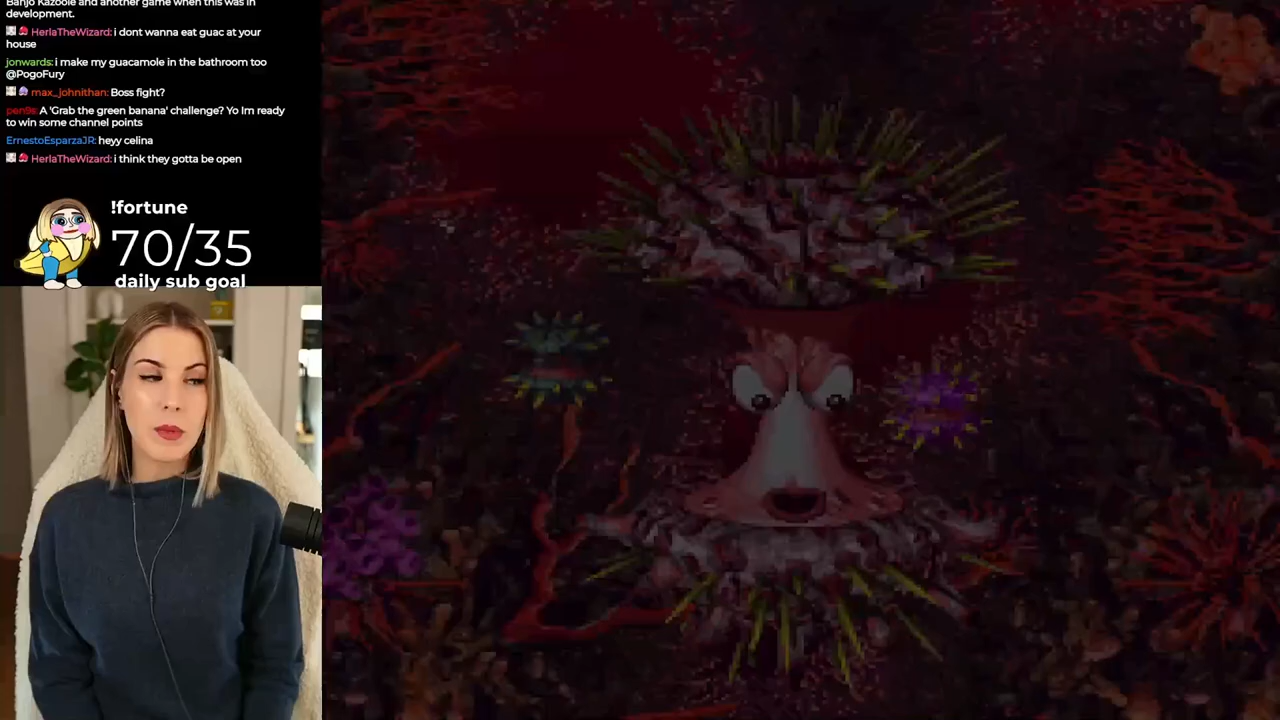 Banjo Kazooie and another game when this was in
development.
HerlaTheWizard: i dont wanna eat guac at your
house
jonwards: i make my guacamole in the bathroom too
@PogoFury
max_johnithan: Boss fight?
pen9s: A 'Grab the green banana' challenge? Yo Im ready
to win some channel points
ErnestoEsparzaJR: heyy celina
HerlaTheWizard: i think they gotta be open
!fortune
70/35
daily sub goal